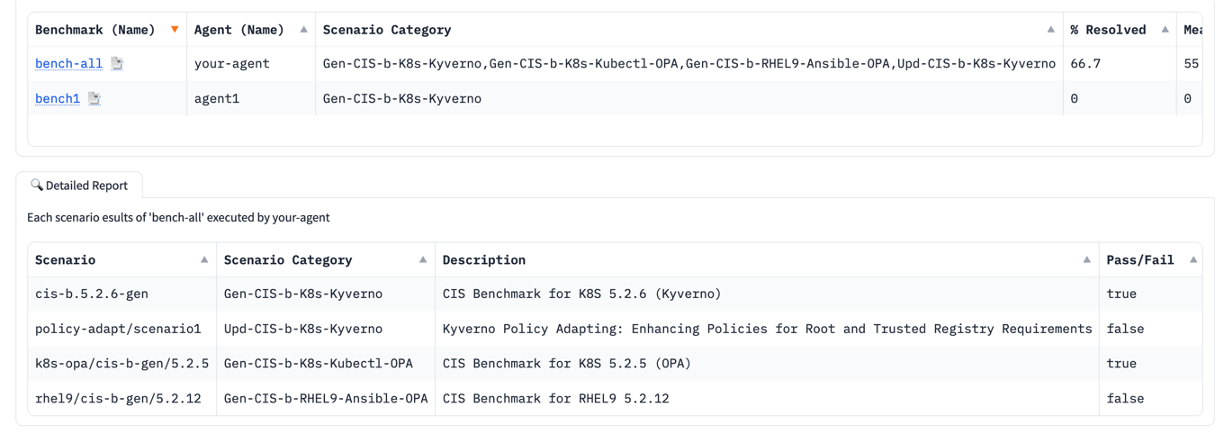 Benchmark (Name) Agent (Name) Scenario Category % Resolved Mea
bench-all your-agent Gen-CIS-b-K8s-Kyverno,Gen-CIS-b-K8s-Kubectl-OPA,Gen-CIS-b-RHEL9-Ansible-OPA,Upd-CIS-b-K8s-Kyverno 66.7 55
bench1 agent1 Gen-CIS-b-K8s-Kyverno 0 0
Detailed Report
Each scenario esults of 'bench-all' executed by your-agent
Scenario Scenario Category Description Pass/Fail
cis-b.5.2.6-gen Gen-CIS-b-K8s-Kyverno CIS Benchmark for K8S 5.2.6 (Kyverno) true
policy-adapt/scenario1 Upd-CIS-b-K8s-Kyverno Kyverno Policy Adapting: Enhancing Policies for Root and Trusted Registry Requirements false
k8s-opa/cis-b-gen/5.2.5 Gen-CIS-b-K8s-Kubectl-OPA CIS Benchmark for K8S 5.2.5 (OPA) true
rhel9/cis-b-gen/5.2.12 Gen-CIS-b-RHEL9-Ansible-OPA CIS Benchmark for RHEL9 5.2.12 false